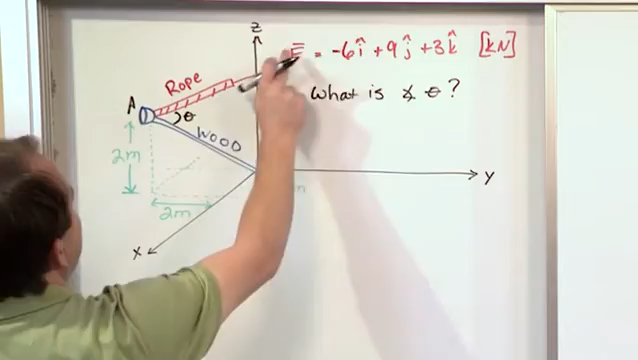 z
F̅ = -6î + 9ĵ + 3k̂ [kN]
Rope
what is ∡ θ ?
A
θ
WOOD
2m
y
2m
m
x